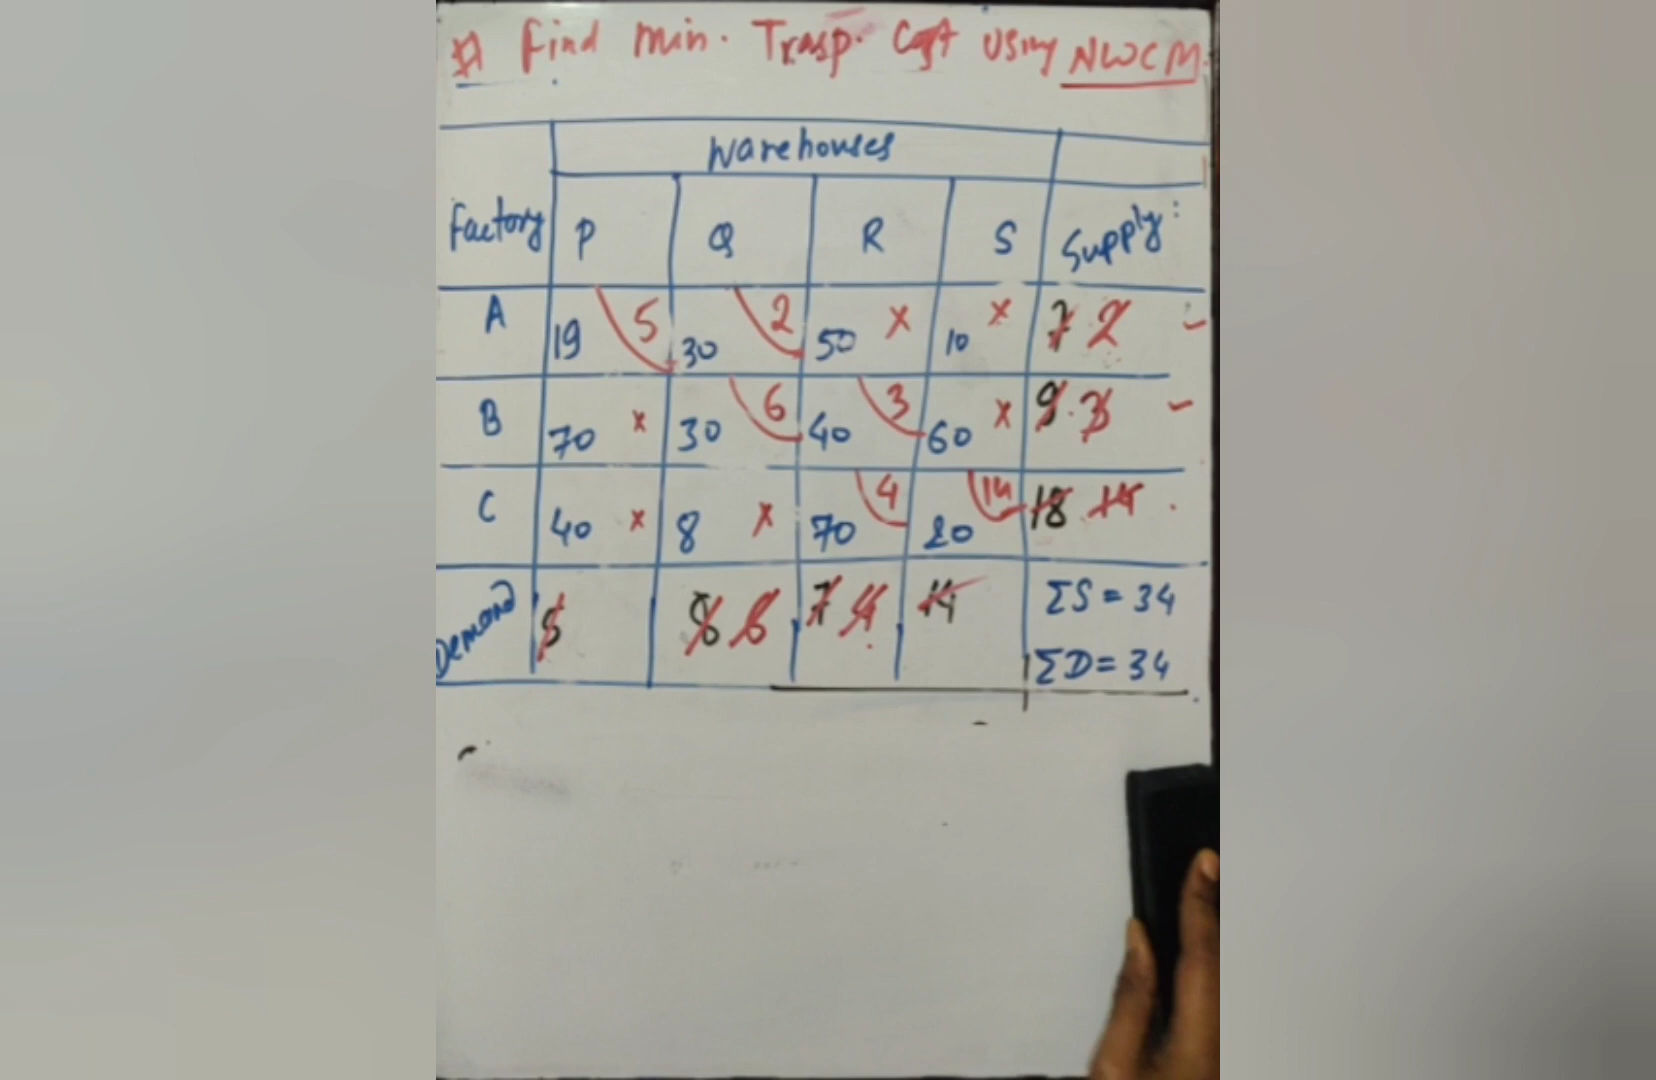 #1 Find Min. Trasp. Cost Using NWCM.
Warehouses
Factory P Q R S Supply:
A 19 5 30 2 50 x 10 x 7 2
B 70 x 30 6 40 3 60 x 9 3
C 40 x 8 x 70 4 20 14 18 14
Demand 5 8 6 7 4 14 ΣS = 34
ΣD = 34